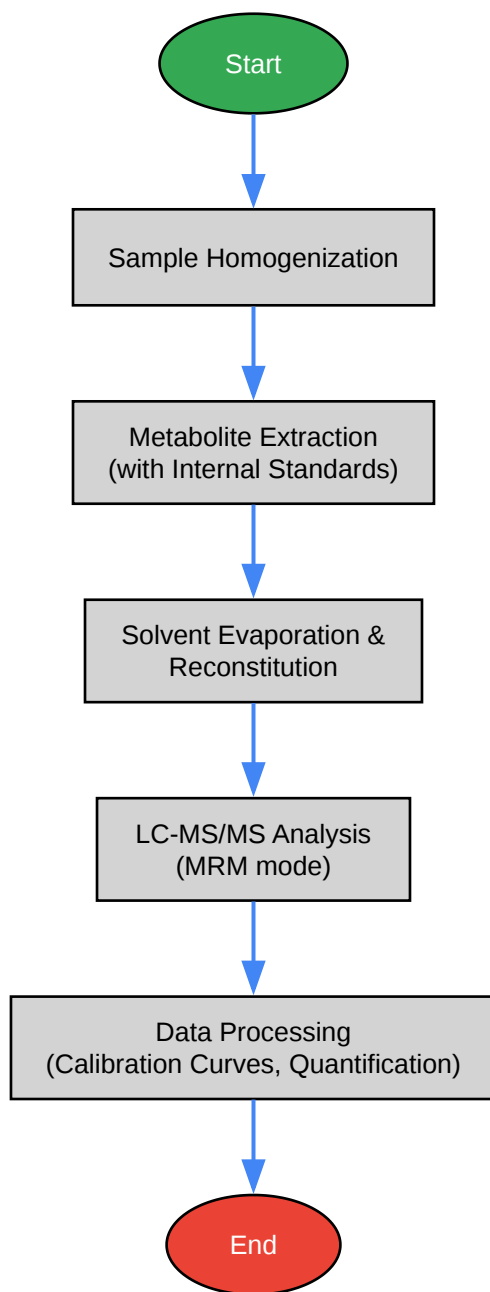 Start
Sample Homogenization
Metabolite Extraction
(with Internal Standards)
Solvent Evaporation &
Reconstitution
LC-MS/MS Analysis
(MRM mode)
Data Processing
(Calibration Curves, Quantification)
End